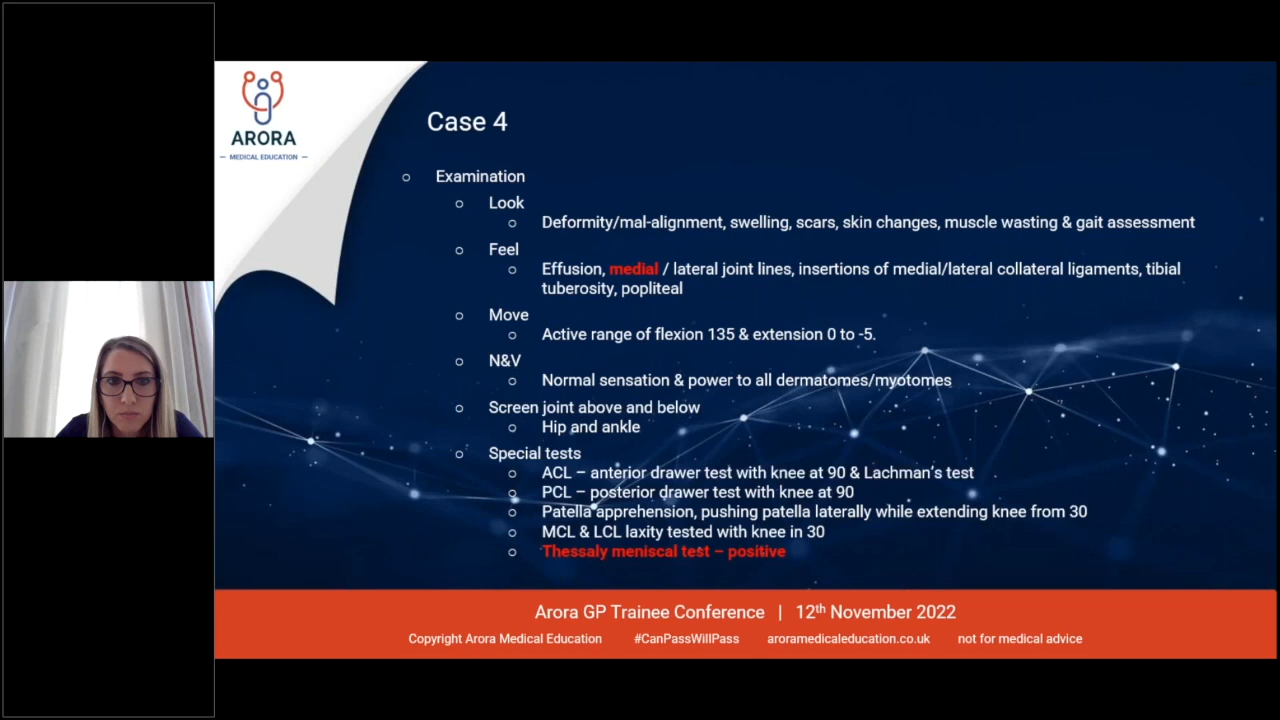 ARORA
— MEDICAL EDUCATION —
Case 4
Examination
Look
Deformity/mal-alignment, swelling, scars, skin changes, muscle wasting & gait assessment
Feel
Effusion, medial / lateral joint lines, insertions of medial/lateral collateral ligaments, tibial
tuberosity, popliteal
Move
Active range of flexion 135 & extension 0 to -5.
N&V
Normal sensation & power to all dermatomes/myotomes
Screen joint above and below
Hip and ankle
Special tests
ACL – anterior drawer test with knee at 90 & Lachman's test
PCL – posterior drawer test with knee at 90
Patella apprehension, pushing patella laterally while extending knee from 30
MCL & LCL laxity tested with knee in 30
Thessaly meniscal test – positive
Arora GP Trainee Conference | 12th November 2022
Copyright Arora Medical Education #CanPassWillPass aroramedicaleducation.co.uk not for medical advice